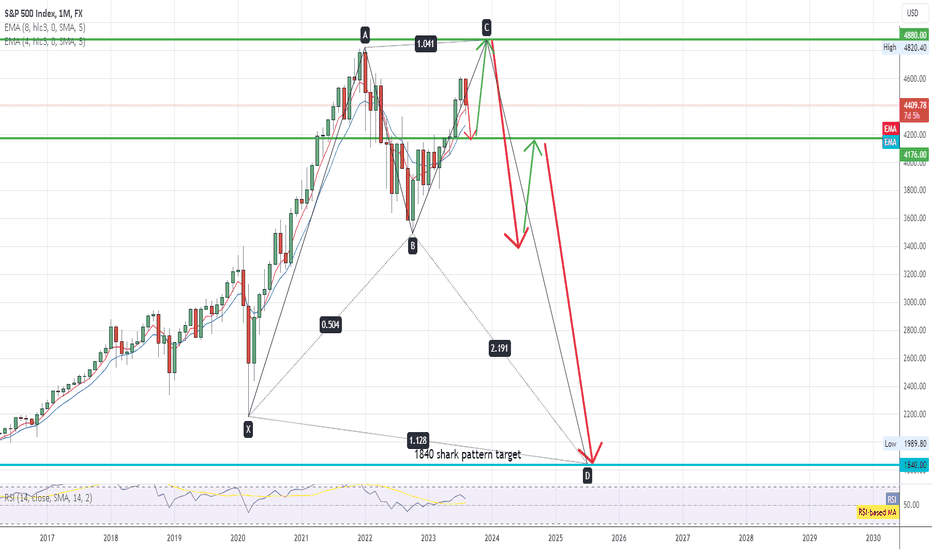 S&P 500 Index, 1M, FX
EMA (8, hlc3, 0, SMA, 5)
EMA (4, hlc3, 0, SMA, 5)
USD
4880.00
High 4820.40
4600.00
4409.78
7d 5h
EMA 4200.00
EMA
4176.00
4000.00
3800.00
3600.00
3400.00
3200.00
3000.00
2800.00
2600.00
2400.00
2200.00
Low 1989.80
1840.00
A
1.041
C
B
0.504
2.191
X
1.128
1840 shark pattern target
D
RSI (14, close, SMA, 14, 2)
RSI 50.00
RSI-based MA
2017 2018 2019 2020 2021 2022 2023 2024 2025 2026 2027 2028 2029 2030